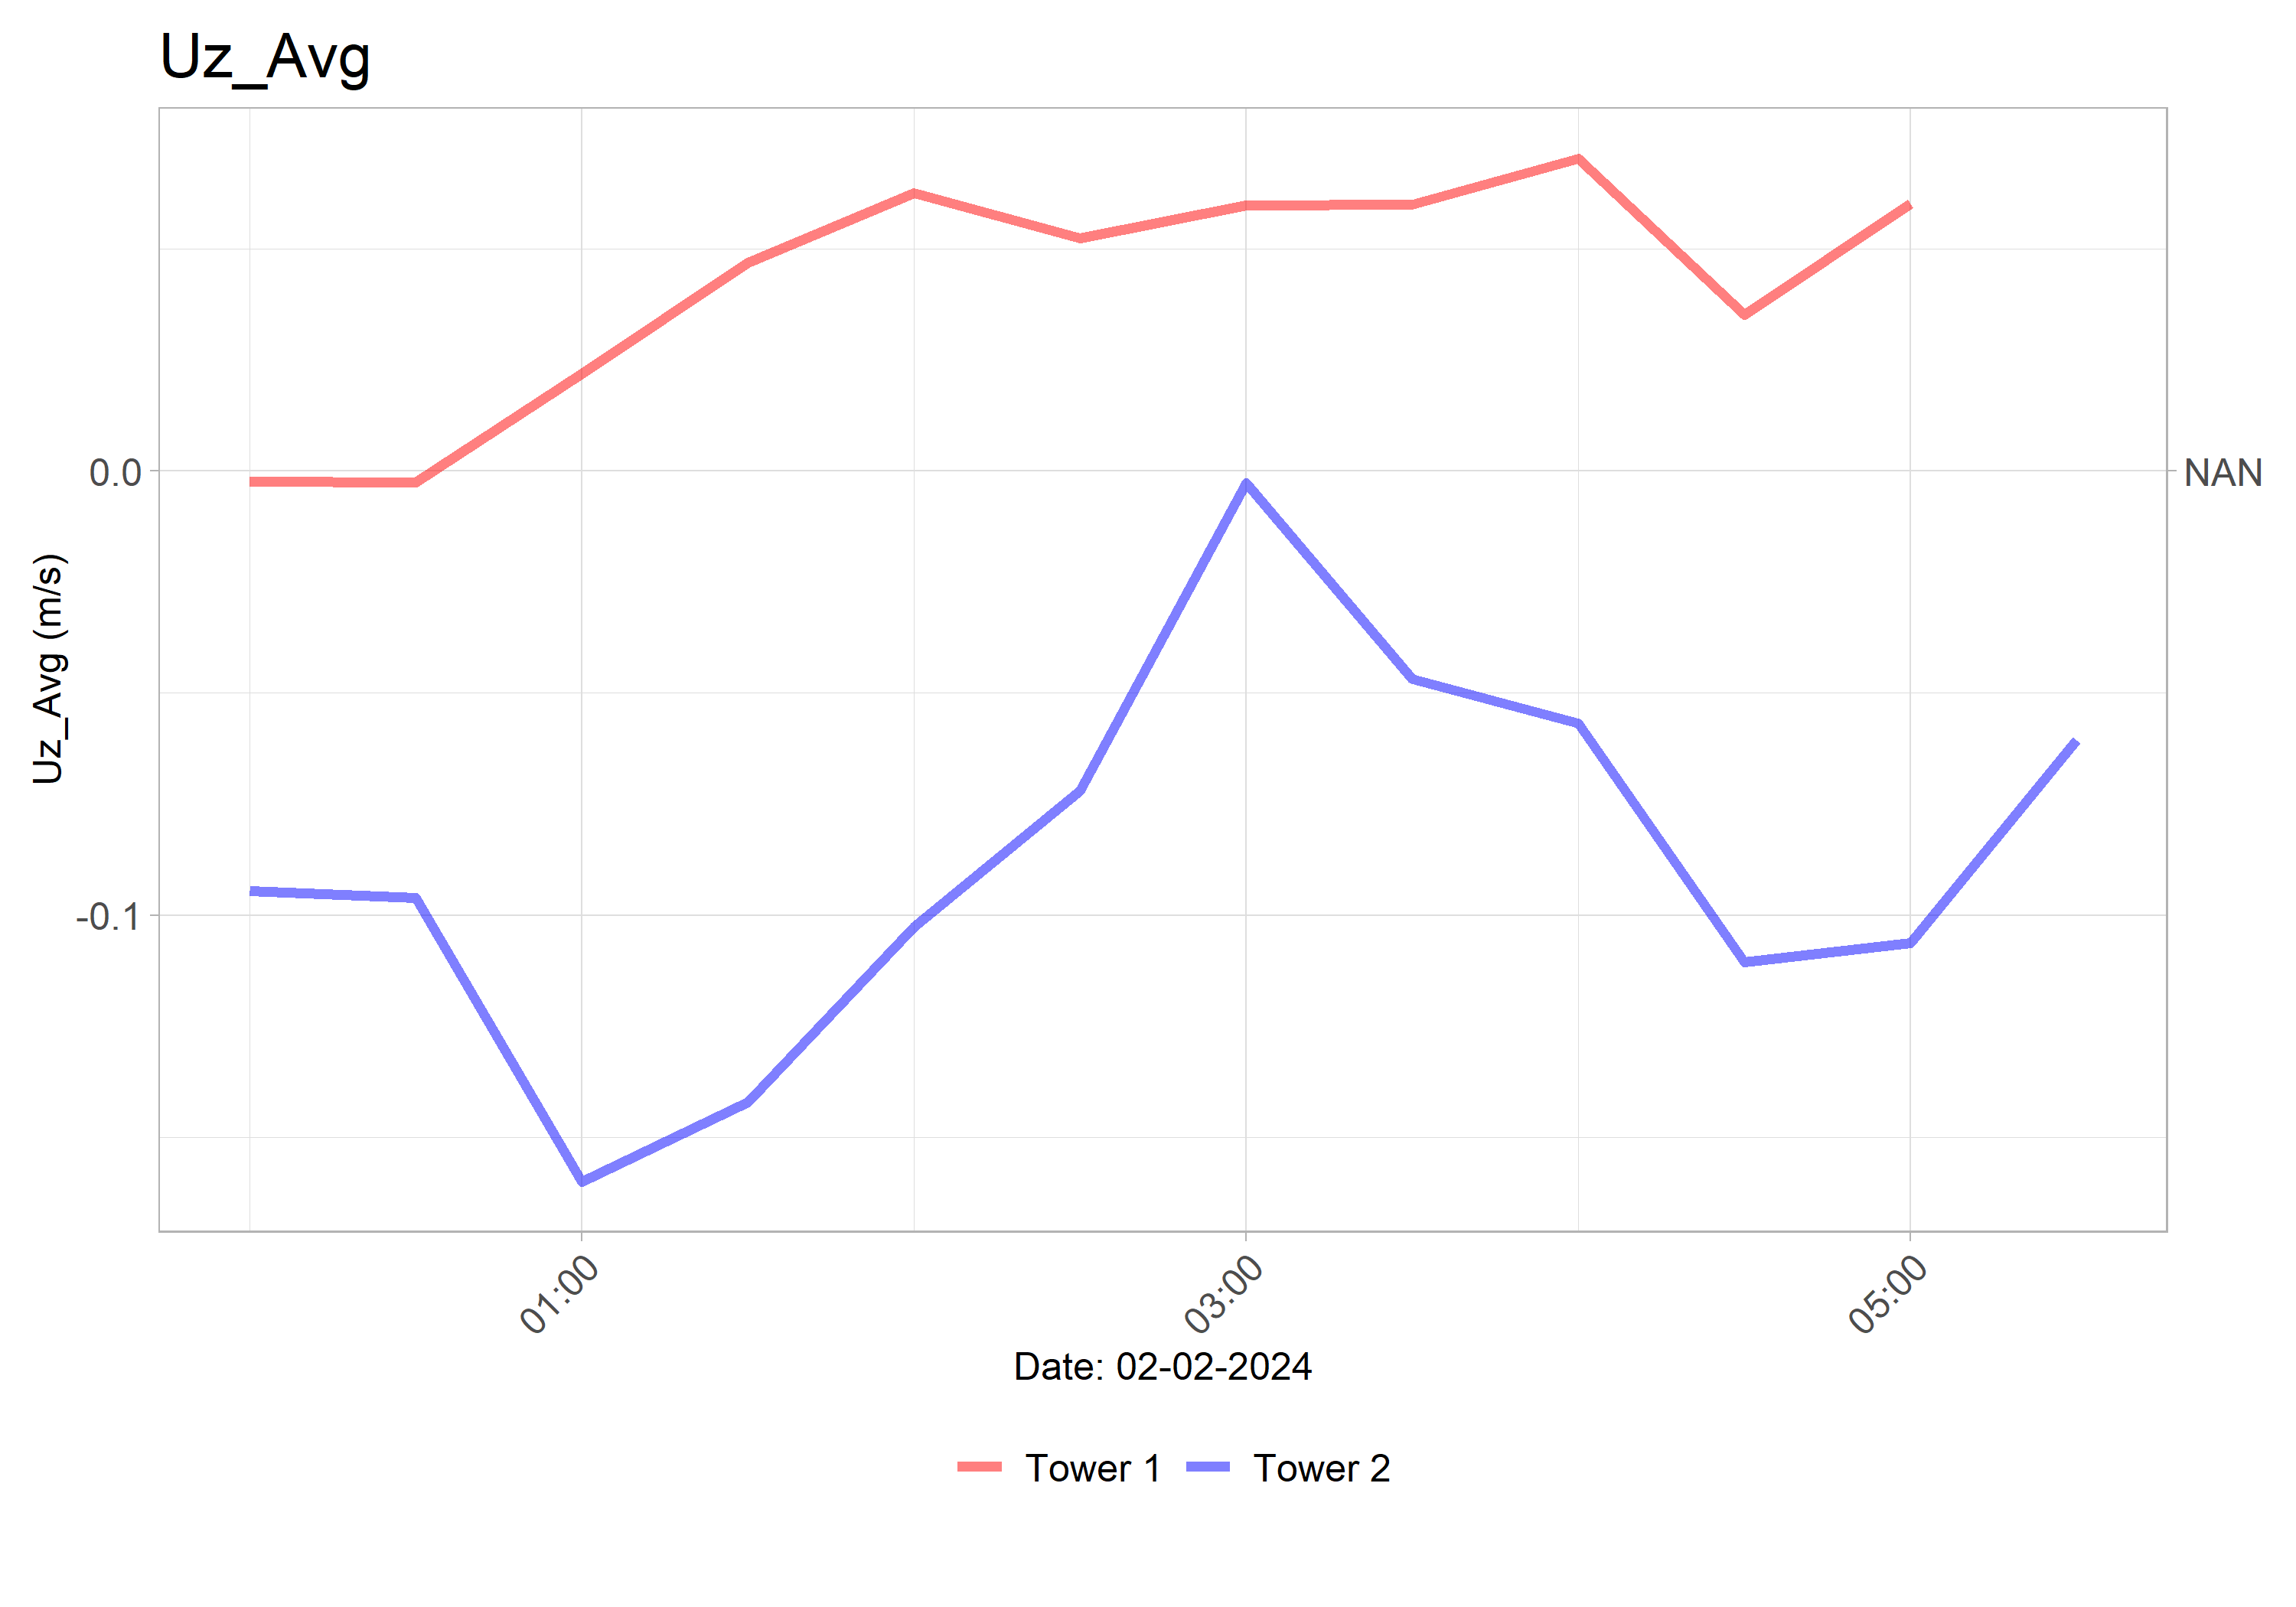 Uz_Avg
Uz_Avg (m/s)
0.0
-0.1
NAN
01:00
03:00
05:00
Date: 02-02-2024
Tower 1
Tower 2